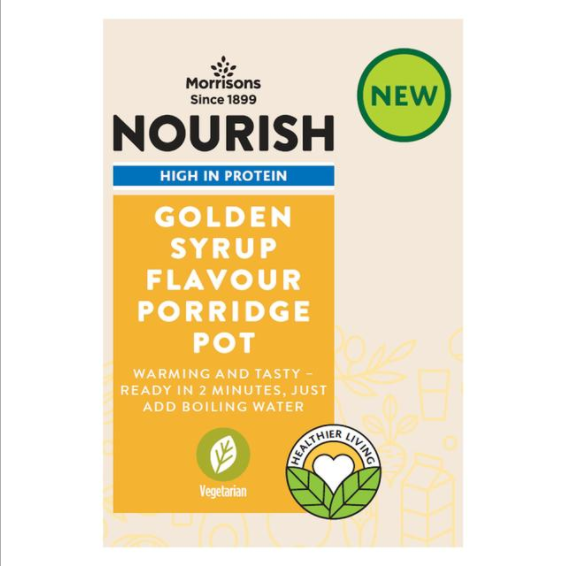 Morrisons
Since 1899
NEW
NOURISH
HIGH IN PROTEIN
GOLDEN
SYRUP
FLAVOUR
PORRIDGE
POT
WARMING AND TASTY –
READY IN 2 MINUTES, JUST
ADD BOILING WATER
HEALTHIER LIVING
Vegetarian